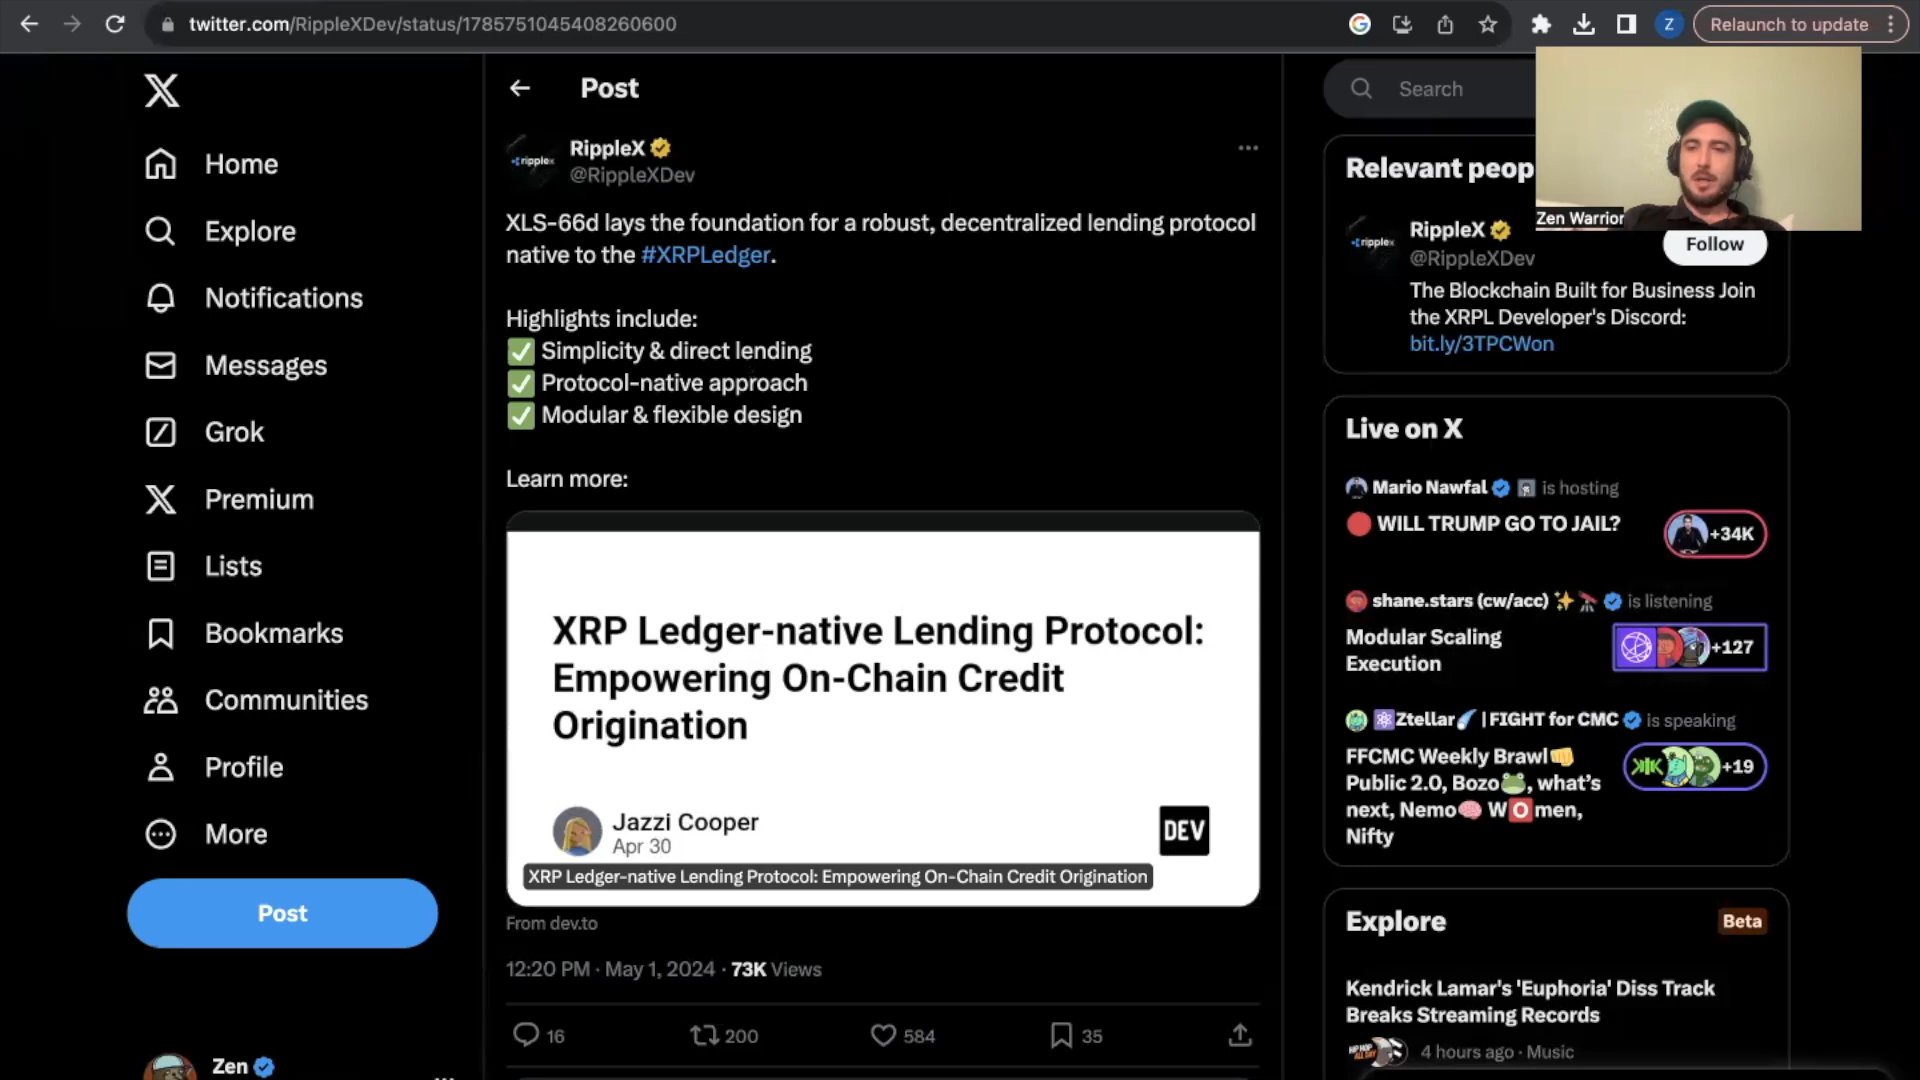 twitter.com/RippleXDev/status/1785751045408260600
Z
Relaunch to update
X
Home
Explore
Notifications
Messages
Grok
Premium
Lists
Bookmarks
Communities
Profile
More
Post
Zen
Post
ripplex
RippleX
@RippleXDev
XLS-66d lays the foundation for a robust, decentralized lending protocol
native to the #XRPLedger.
Highlights include:
✅ Simplicity & direct lending
✅ Protocol-native approach
✅ Modular & flexible design
Learn more:
XRP Ledger-native Lending Protocol:
Empowering On-Chain Credit
Origination
Jazzi Cooper
Apr 30
DEV
XRP Ledger-native Lending Protocol: Empowering On-Chain Credit Origination
From dev.to
12:20 PM · May 1, 2024 · 73K Views
16
200
584
35
Search
Zen Warrior
Relevant peop
ripplex
RippleX
@RippleXDev
Follow
The Blockchain Built for Business Join
the XRPL Developer's Discord:
bit.ly/3TPCWon
Live on X
Mario Nawfal is hosting
🔴 WILL TRUMP GO TO JAIL?
+34K
shane.stars (cw/acc) ✨🔭 is listening
Modular Scaling
Execution
+127
⚛️Ztellar☄️ | FIGHT for CMC is speaking
FFCMC Weekly Brawl👊
Public 2.0, Bozo🐸, what's
next, Nemo🧠 W🅾️men,
Nifty
+19
Explore
Beta
Kendrick Lamar's 'Euphoria' Diss Track
Breaks Streaming Records
4 hours ago · Music